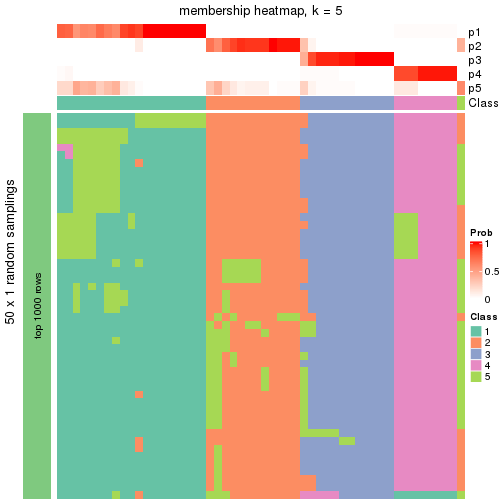 membership heatmap, k = 5
p1
p2
p3
p4
p5
Class
50 x 1 random samplings
top 1000 rows
Prob
1
0.5
0
Class
1
2
3
4
5